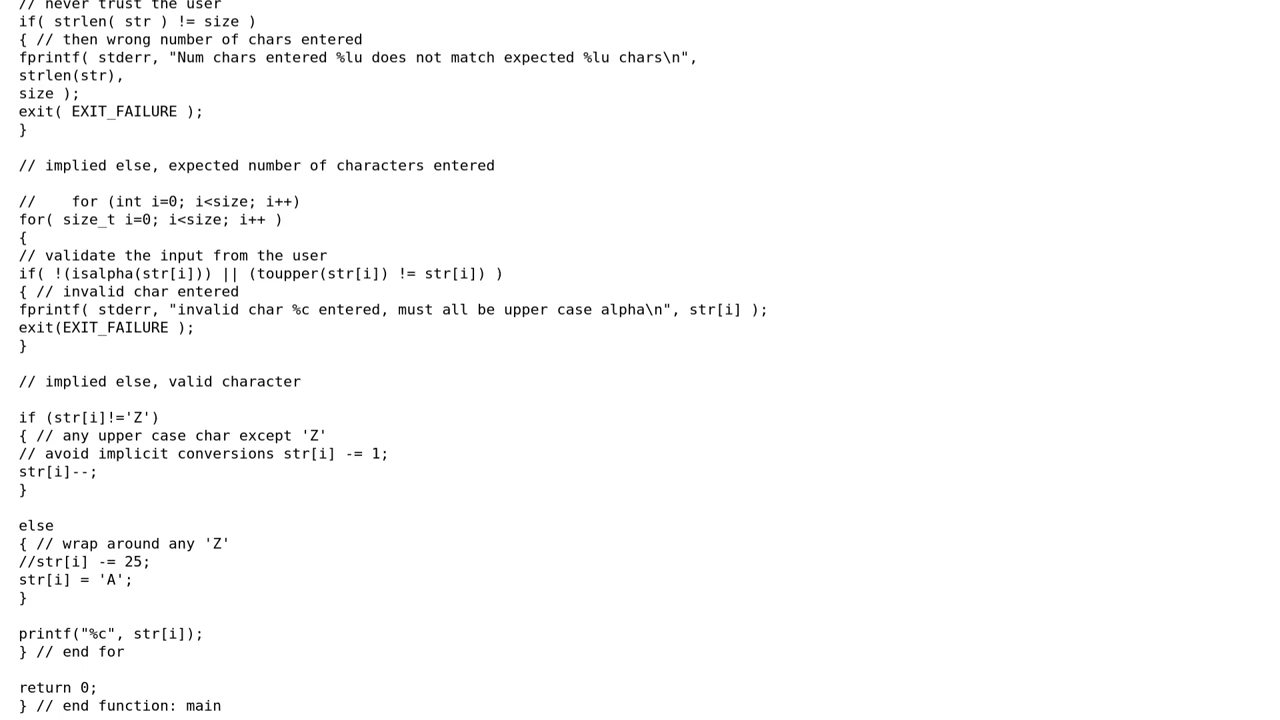 // never trust the user
if( strlen( str ) != size )
{ // then wrong number of chars entered
fprintf( stderr, "Num chars entered %lu does not match expected %lu chars\n",
strlen(str),
size );
exit( EXIT_FAILURE );
}

// implied else, expected number of characters entered

//    for (int i=0; i<size; i++)
for( size_t i=0; i<size; i++ )
{
// validate the input from the user
if( !(isalpha(str[i])) || (toupper(str[i]) != str[i]) )
{ // invalid char entered
fprintf( stderr, "invalid char %c entered, must all be upper case alpha\n", str[i] );
exit(EXIT_FAILURE );
}

// implied else, valid character

if (str[i]!='Z')
{ // any upper case char except 'Z'
// avoid implicit conversions str[i] -= 1;
str[i]--;
}

else
{ // wrap around any 'Z'
//str[i] -= 25;
str[i] = 'A';
}

printf("%c", str[i]);
} // end for

return 0;
} // end function: main